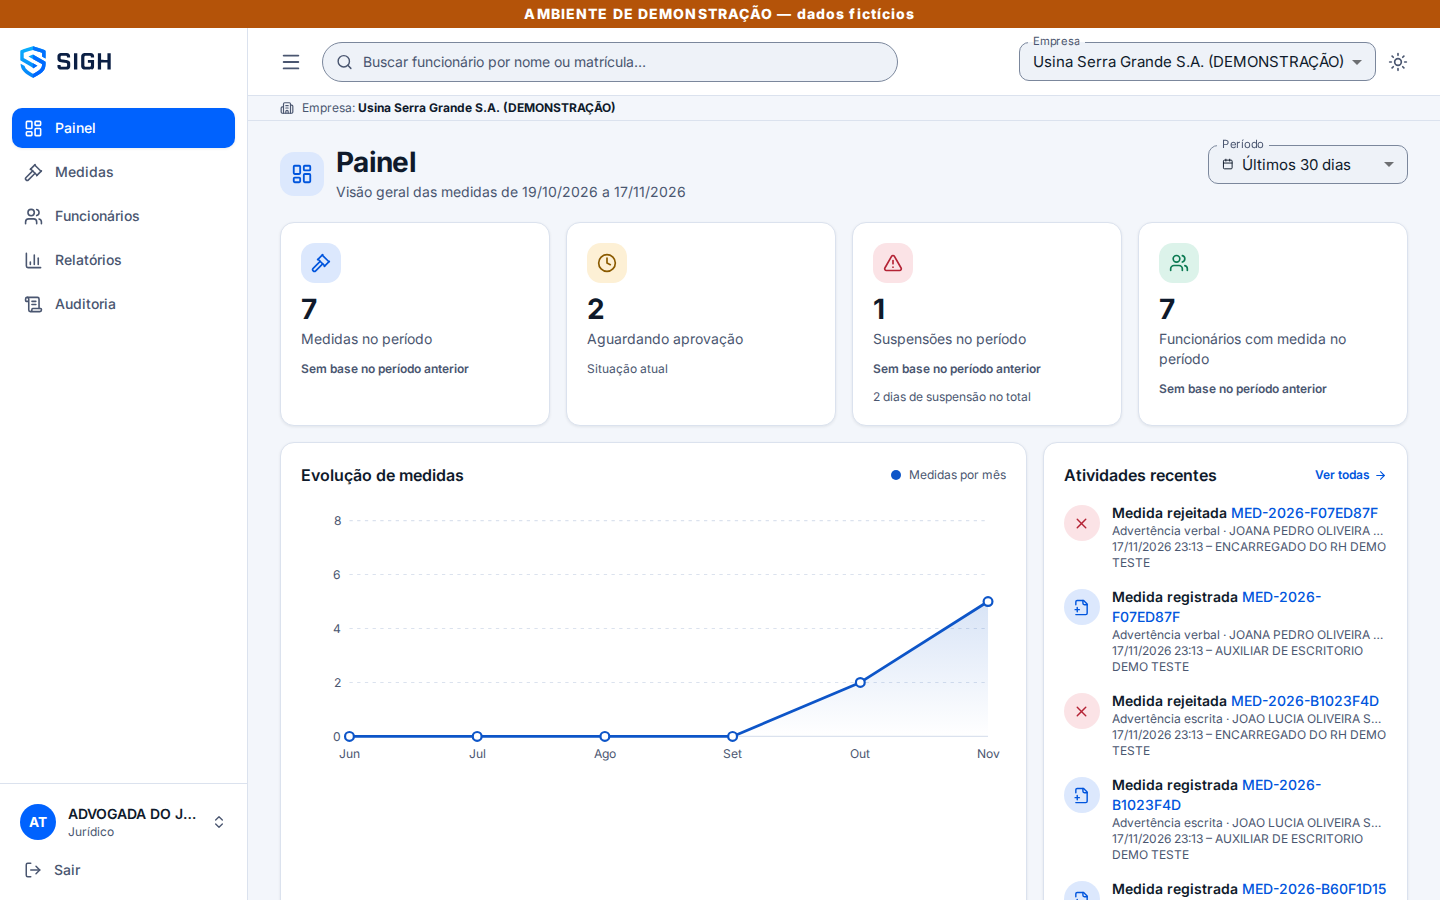 AMBIENTE DE DEMONSTRAÇÃO — dados fictícios
SIGH
Buscar funcionário por nome ou matrícula...
Empresa
Usina Serra Grande S.A. (DEMONSTRAÇÃO)
Empresa: Usina Serra Grande S.A. (DEMONSTRAÇÃO)
Painel
Medidas
Funcionários
Relatórios
Auditoria
ADVOGADA DO J...
AT
Jurídico
Sair
Painel
Visão geral das medidas de 19/10/2026 a 17/11/2026
Período
Últimos 30 dias
7
Medidas no período
Sem base no período anterior
2
Aguardando aprovação
Situação atual
1
Suspensões no período
Sem base no período anterior
2 dias de suspensão no total
7
Funcionários com medida no
período
Sem base no período anterior
Evolução de medidas
Medidas por mês
8
6
4
2
0
Jun
Jul
Ago
Set
Out
Nov
Atividades recentes
Ver todas
Medida rejeitada MED-2026-F07ED87F
Advertência verbal · JOANA PEDRO OLIVEIRA ...
17/11/2026 23:13 – ENCARREGADO DO RH DEMO
TESTE
Medida registrada MED-2026-
F07ED87F
Advertência verbal · JOANA PEDRO OLIVEIRA ...
17/11/2026 23:13 – AUXILIAR DE ESCRITORIO
DEMO TESTE
Medida rejeitada MED-2026-B1023F4D
Advertência escrita · JOAO LUCIA OLIVEIRA S...
17/11/2026 23:13 – ENCARREGADO DO RH DEMO
TESTE
Medida registrada MED-2026-
B1023F4D
Advertência escrita · JOAO LUCIA OLIVEIRA S...
17/11/2026 23:13 – AUXILIAR DE ESCRITORIO
DEMO TESTE
Medida registrada MED-2026-B60F1D15